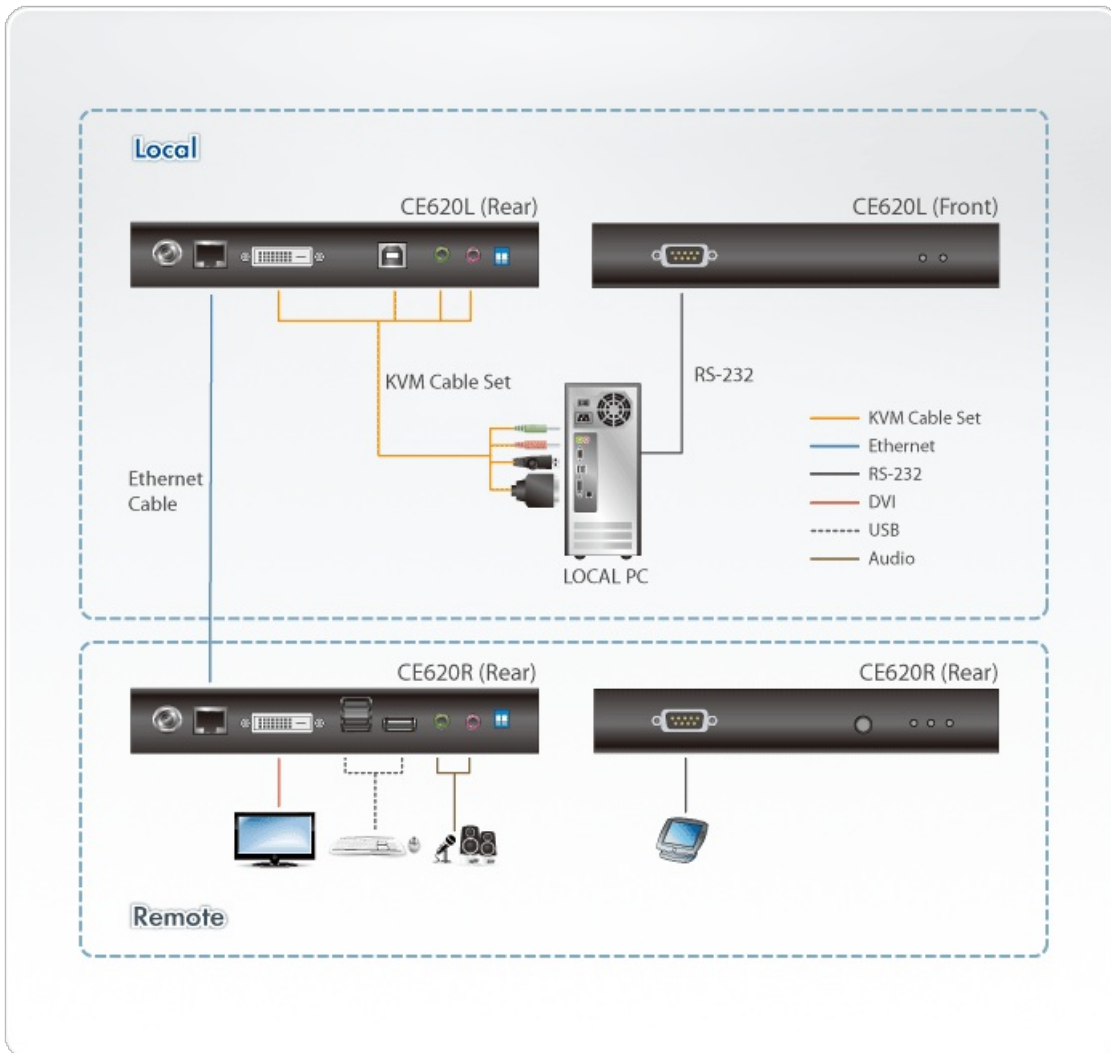 Local
CE620L (Rear)
CE620L (Front)
KVM Cable Set
RS-232
Ethernet
Cable
LOCAL PC
KVM Cable Set
Ethernet
RS-232
DVI
USB
Audio
CE620R (Rear)
CE620R (Rear)
Remote